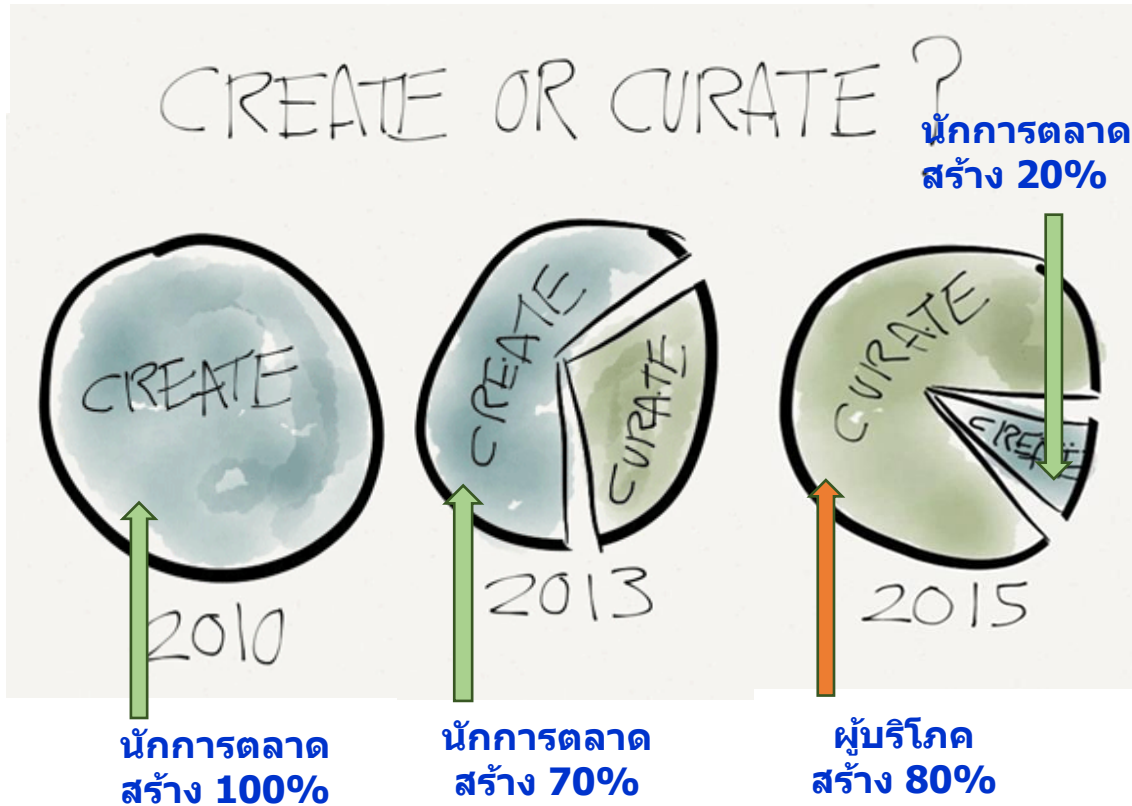 CREATE OR CURATE?
นักการตลาด
สร้าง 20%
CREATE
CREATE
CURATE
CURATE
CREATE
2010
2013
2015
นักการตลาด
สร้าง 100%
นักการตลาด
สร้าง 70%
ผู้บริโภค
สร้าง 80%